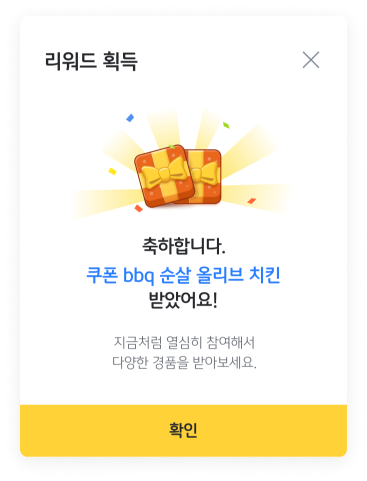 리워드 획득
축하합니다.
쿠폰 bbq 순살 올리브 치킨
받았어요!
지금처럼 열심히 참여해서
다양한 경품을 받아보세요.
확인